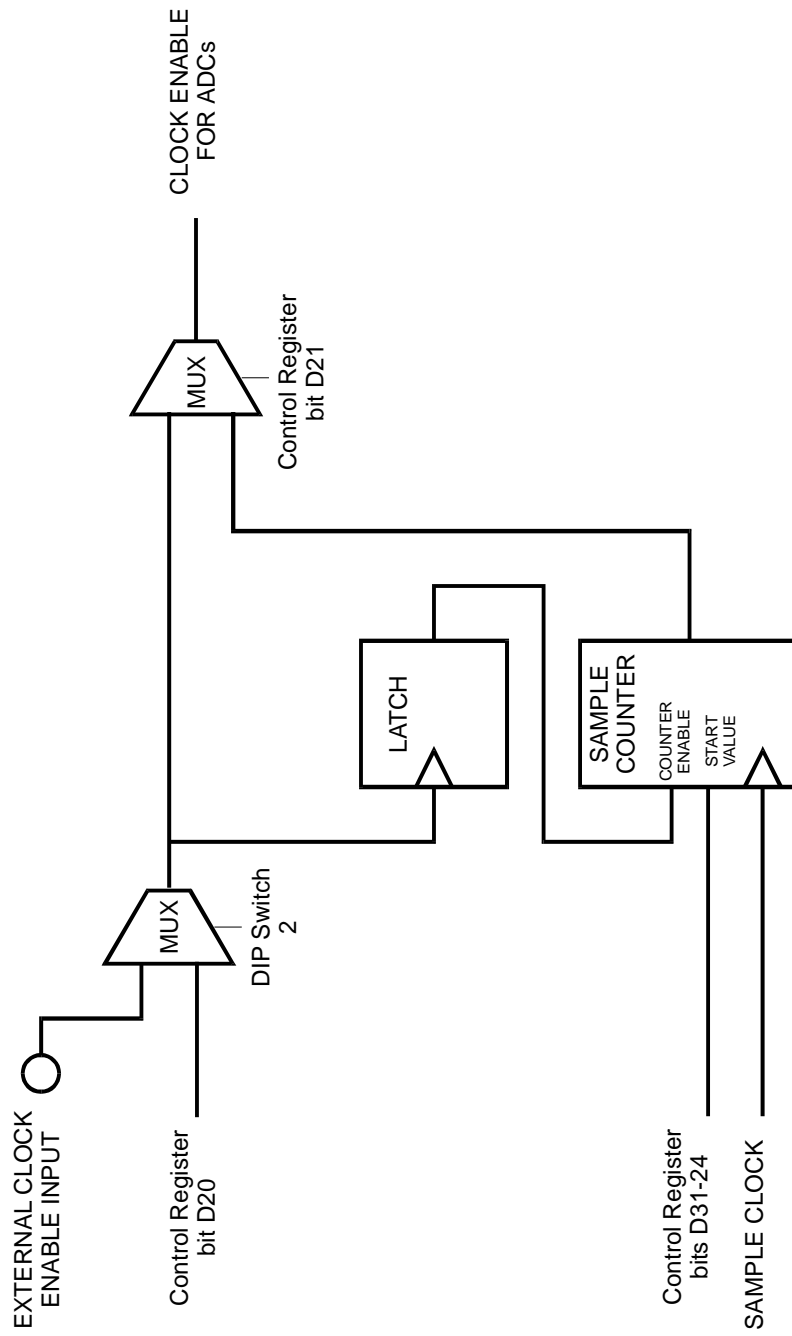 EXTERNAL CLOCK
ENABLE INPUT
Control Register
bit D20
MUX
DIP Switch
2
MUX
Control Register
bit D21
CLOCK ENABLE
FOR ADCs
LATCH
SAMPLE
COUNTER
COUNTER
ENABLE
START
VALUE
Control Register
bits D31-24
SAMPLE CLOCK